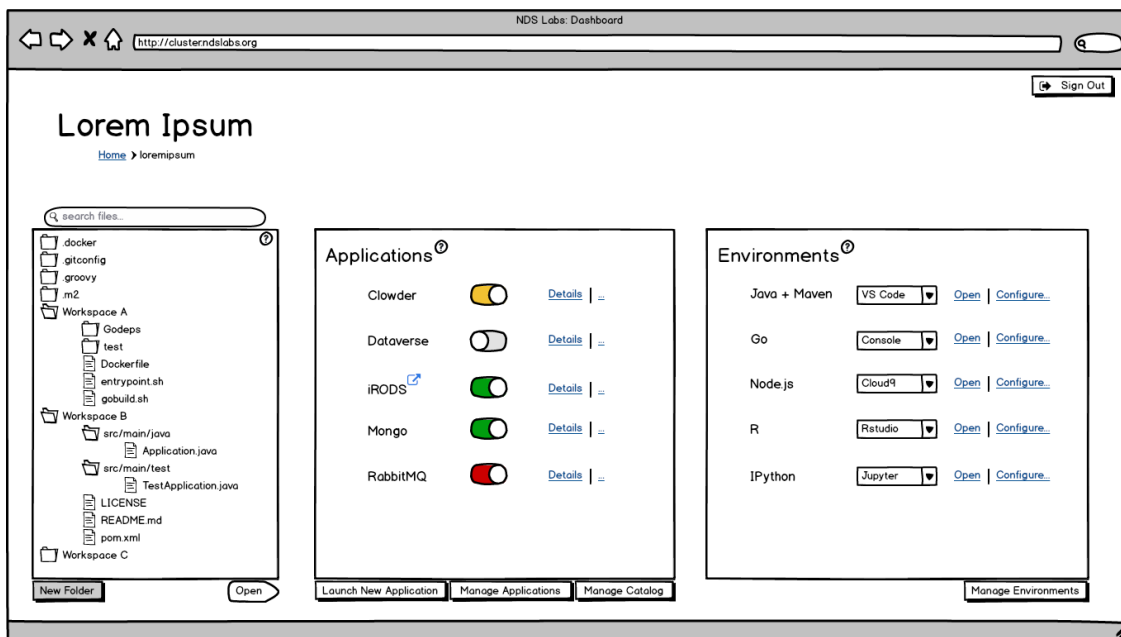 NDS Labs: Dashboard
http://cluster.ndslabs.org
Sign Out
Lorem Ipsum
Home > loremipsum
search files...
.docker
.gitconfig
.groovy
.m2
Workspace A
Godeps
test
Dockerfile
entrypoint.sh
gobuild.sh
Workspace B
src/main/java
Application.java
src/main/test
TestApplication.java
LICENSE
README.md
pom.xml
Workspace C
New Folder
Open
Applications ?
Clowder Details | ...
Dataverse Details | ...
iRODS Details | ...
Mongo Details | ...
RabbitMQ Details | ...
Launch New Application
Manage Applications
Manage Catalog
Environments ?
Java + Maven VS Code Open | Configure...
Go Console Open | Configure...
Node.js Cloud9 Open | Configure...
R Rstudio Open | Configure...
IPython Jupyter Open | Configure...
Manage Environments